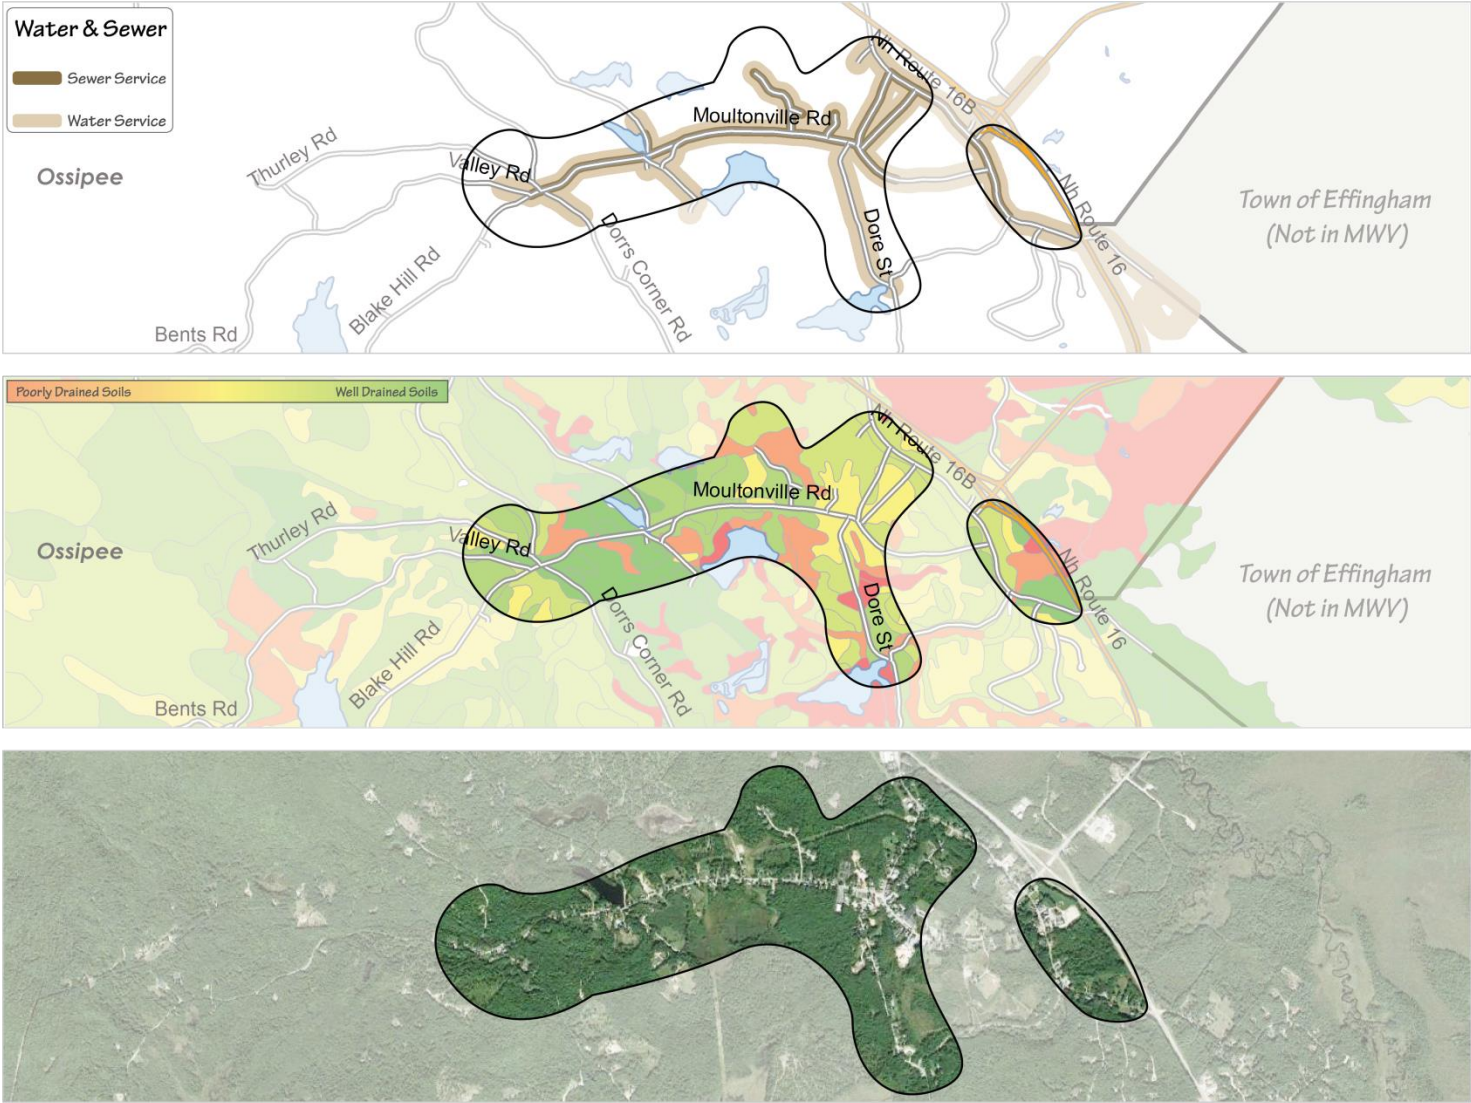 Water & Sewer
Sewer Service
Water Service
Nh Route 16B
Moultonville Rd
Thurley Rd
Valley Rd
Ossipee
Nh Route 16
Town of Effingham
(Not in MWV)
Dore St
Dorrs Corner Rd
Blake Hill Rd
Bents Rd
Poorly Drained Soils
Well Drained Soils
Nh Route 16B
Moultonville Rd
Thurley Rd
Valley Rd
Ossipee
Nh Route 16
Town of Effingham
(Not in MWV)
Dore St
Dorrs Corner Rd
Blake Hill Rd
Bents Rd